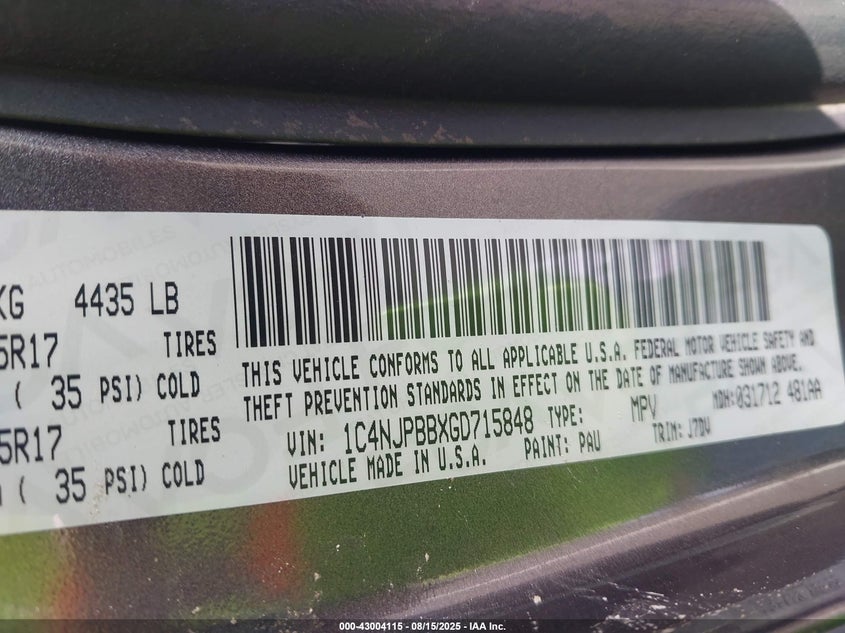 KG 4435 LB
5R17 TIRES
( 35 PSI) COLD
5R17 TIRES
( 35 PSI) COLD
THIS VEHICLE CONFORMS TO ALL APPLICABLE U.S.A. FEDERAL MOTOR VEHICLE SAFETY AND
THEFT PREVENTION STANDARDS IN EFFECT ON THE DATE OF MANUFACTURE SHOWN ABOVE.
VIN: 1C4NJPBBXGD715848 TYPE: MPV MDH: 031712 481AA
VEHICLE MADE IN U.S.A. PAINT: PAU TRIM:
000-43004115 - 08/15/2025 - IAA Inc.